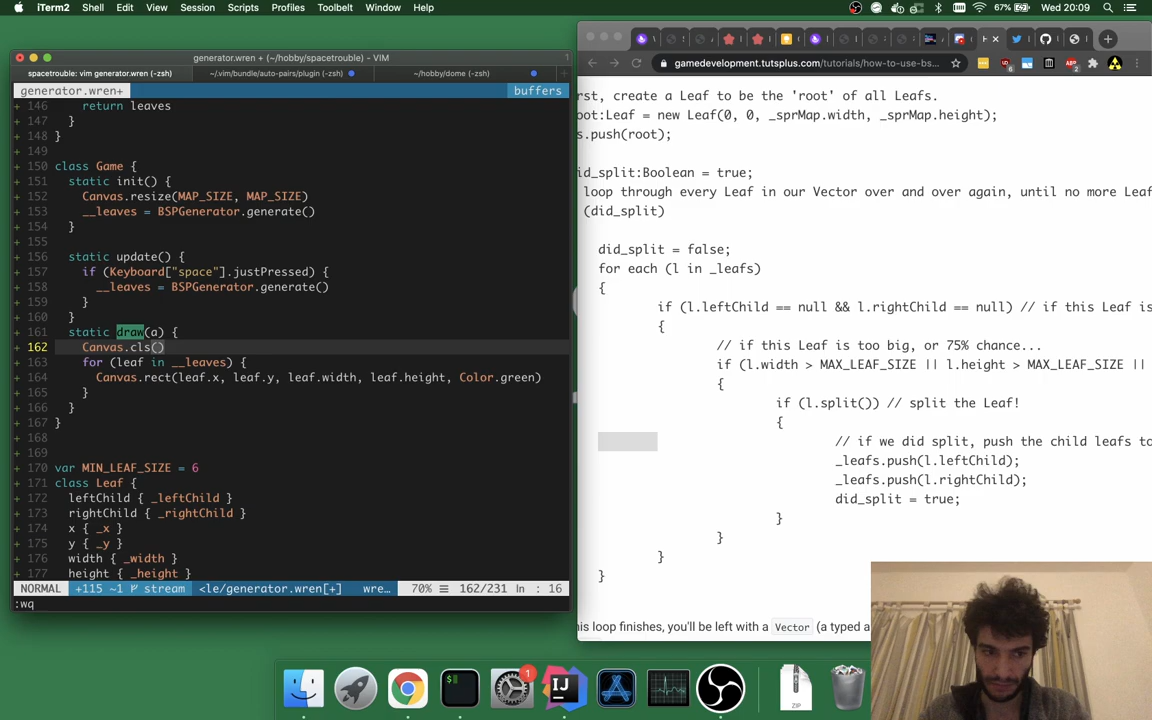 iTerm2 Shell Edit View Session Scripts Profiles Toolbelt Window Help
67% Wed 20:09
generator.wren + (~/hobby/spacetrouble) - VIM
spacetrouble: vim generator.wren (-zsh)
~/.vim/bundle/auto-pairs/plugin (-zsh)
~/hobby/dome (-zsh)
generator.wren+ buffers
+ 146 return leaves
+ 147 }
+ 148 }
+ 149
+ 150 class Game {
+ 151 static init() {
+ 152 Canvas.resize(MAP_SIZE, MAP_SIZE)
+ 153 __leaves = BSPGenerator.generate()
+ 154 }
+ 155
+ 156 static update() {
+ 157 if (Keyboard["space"].justPressed) {
+ 158 __leaves = BSPGenerator.generate()
+ 159 }
+ 160 }
+ 161 static draw(a) {
+ 162 Canvas.cls()
+ 163 for (leaf in __leaves) {
+ 164 Canvas.rect(leaf.x, leaf.y, leaf.width, leaf.height, Color.green)
+ 165 }
+ 166 }
+ 167 }
+ 168
+ 169
+ 170 var MIN_LEAF_SIZE = 6
+ 171 class Leaf {
+ 172 leftChild { _leftChild }
+ 173 rightChild { _rightChild }
+ 174 x { _x }
+ 175 y { _y }
+ 176 width { _width }
+ 177 height { _height }
NORMAL +115 ~1 stream <le/generator.wren[+] wre… 70% ☰ 162/231 ln : 16
:wq
gamedevelopment.tutsplus.com/tutorials/how-to-use-bs...
rst, create a Leaf to be the 'root' of all Leafs.
oot:Leaf = new Leaf(0, 0, _sprMap.width, _sprMap.height);
s.push(root);
id_split:Boolean = true;
loop through every Leaf in our Vector over and over again, until no more Leaf
(did_split)
did_split = false;
for each (l in _leafs)
{
if (l.leftChild == null && l.rightChild == null) // if this Leaf is
{
// if this Leaf is too big, or 75% chance...
if (l.width > MAX_LEAF_SIZE || l.height > MAX_LEAF_SIZE ||
{
if (l.split()) // split the Leaf!
{
// if we did split, push the child leafs to
_leafs.push(l.leftChild);
_leafs.push(l.rightChild);
did_split = true;
}
}
}
}
his loop finishes, you'll be left with a Vector (a typed a
1
ZIP